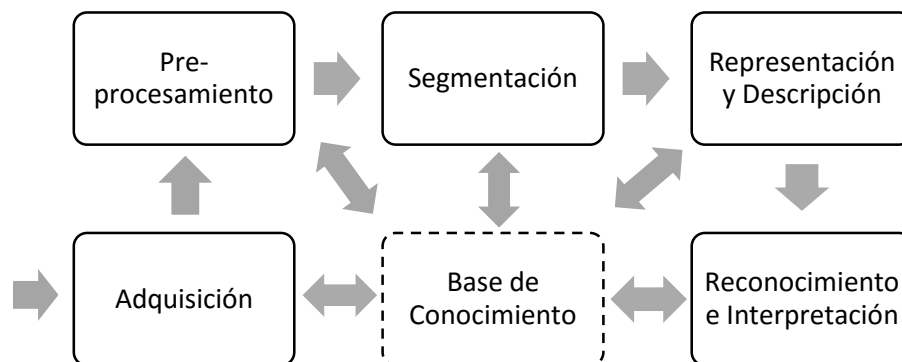 Pre-
procesamiento
Segmentación
Representación
y Descripción
Adquisición
Base de
Conocimiento
Reconocimiento
e Interpretación